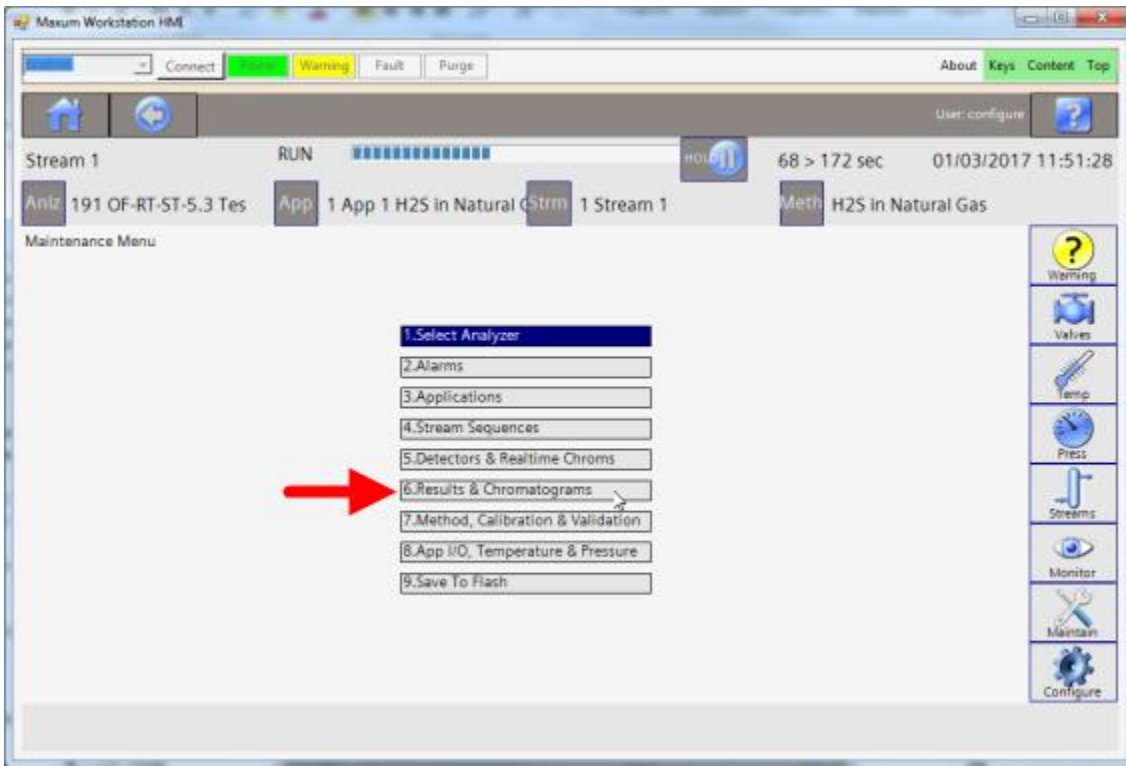 Maxum Workstation HMI
Connect Power Warning Fault Purge About Keys Content Top
User: configure
Stream 1 RUN HOLD 68 > 172 sec 01/03/2017 11:51:28
Anlz 191 OF-RT-ST-5.3 Tes App 1 App 1 H2S in Natural G Strm 1 Stream 1 Meth H2S in Natural Gas
Maintenance Menu
Warning
1.Select Analyzer
Valves
2.Alarms
3.Applications
Temp
4.Stream Sequences
5.Detectors & Realtime Chroms
Press
6.Results & Chromatograms
Streams
7.Method, Calibration & Validation
8.App I/O, Temperature & Pressure
Monitor
9.Save To Flash
Maintain
Configure